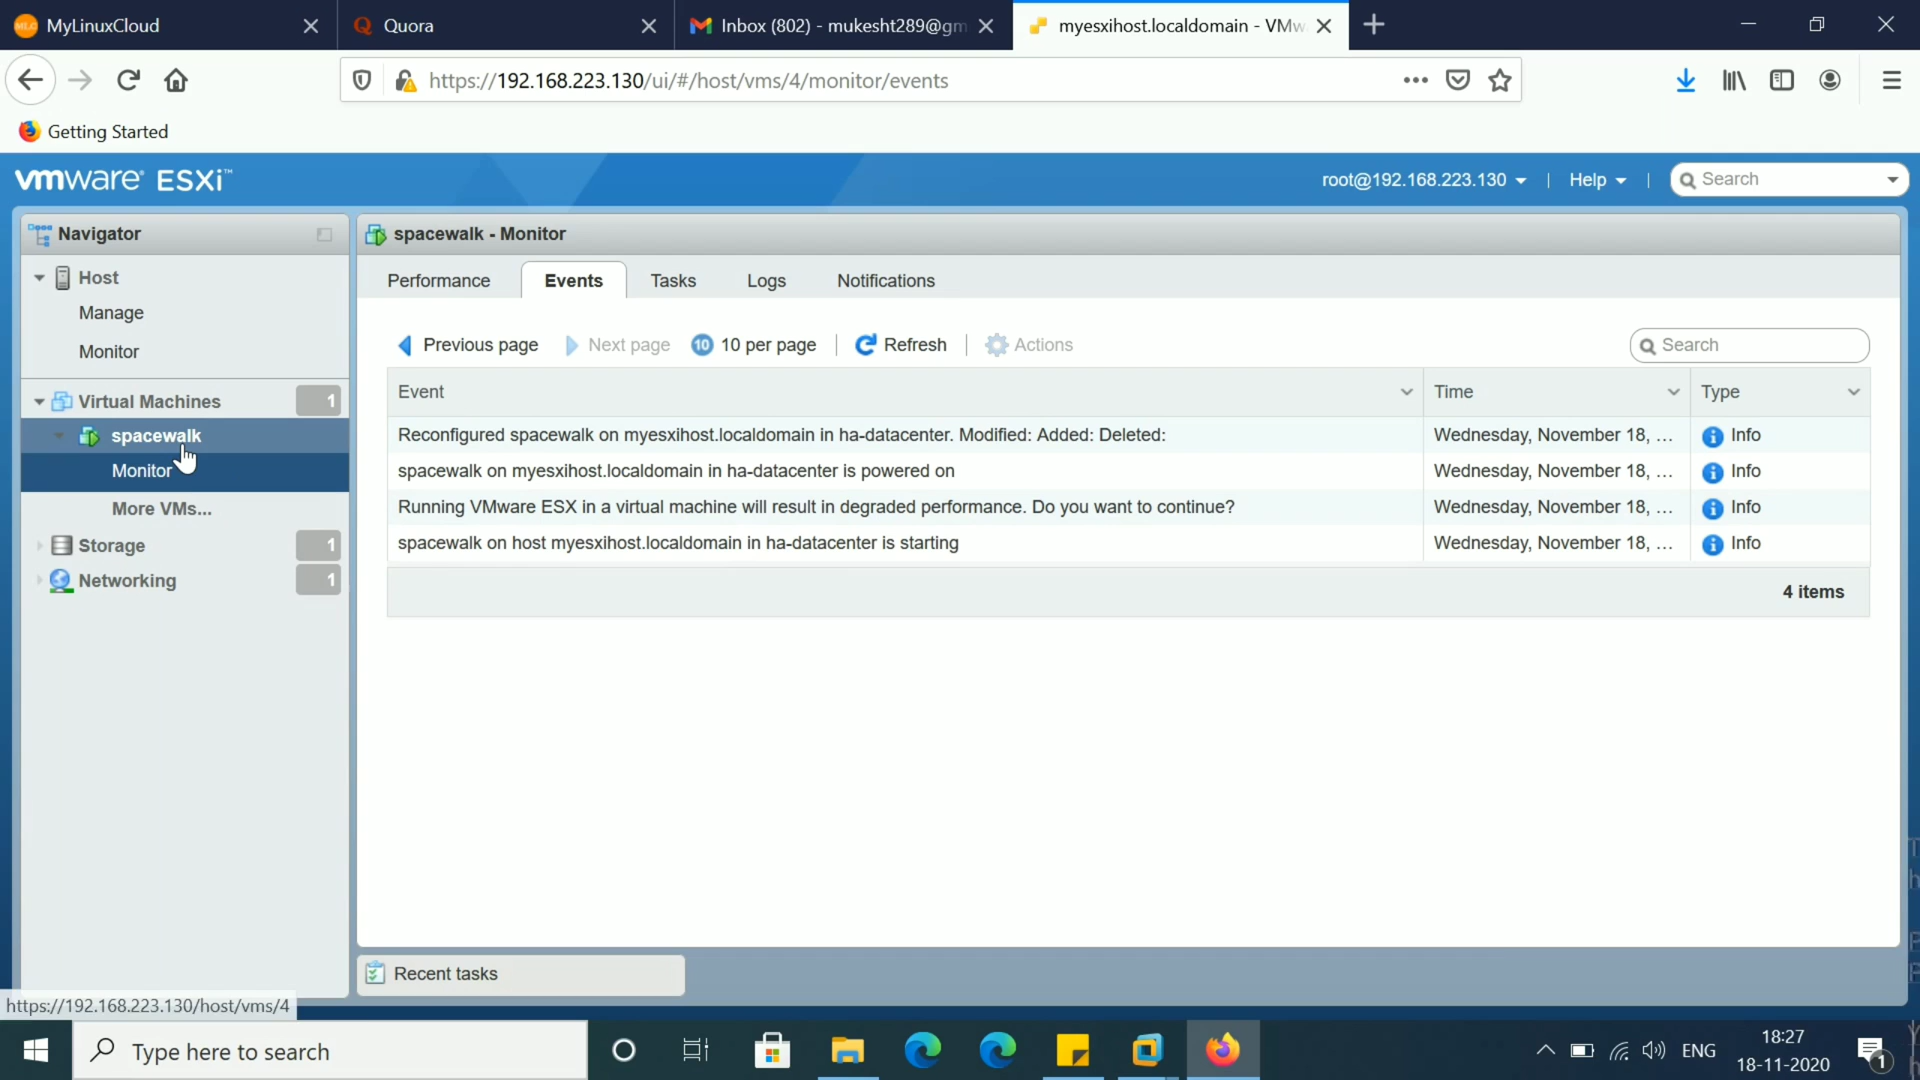 MyLinuxCloud
Quora
Inbox (802) - mukesht289@gm
myesxihost.localdomain - VMw
https://192.168.223.130/ui/#/host/vms/4/monitor/events
Getting Started
vmware® ESXi™
root@192.168.223.130 | Help | Search
Navigator
Host
Manage
Monitor
Virtual Machines 1
spacewalk
Monitor
More VMs...
Storage 1
Networking 1
spacewalk - Monitor
Performance Events Tasks Logs Notifications
Previous page Next page 10 10 per page | Refresh | Actions Search
Event Time Type
Reconfigured spacewalk on myesxihost.localdomain in ha-datacenter. Modified: Added: Deleted: Wednesday, November 18, ... Info
spacewalk on myesxihost.localdomain in ha-datacenter is powered on Wednesday, November 18, ... Info
Running VMware ESX in a virtual machine will result in degraded performance. Do you want to continue? Wednesday, November 18, ... Info
spacewalk on host myesxihost.localdomain in ha-datacenter is starting Wednesday, November 18, ... Info
4 items
Recent tasks
https://192.168.223.130/host/vms/4
Type here to search
ENG
18:27
18-11-2020
1